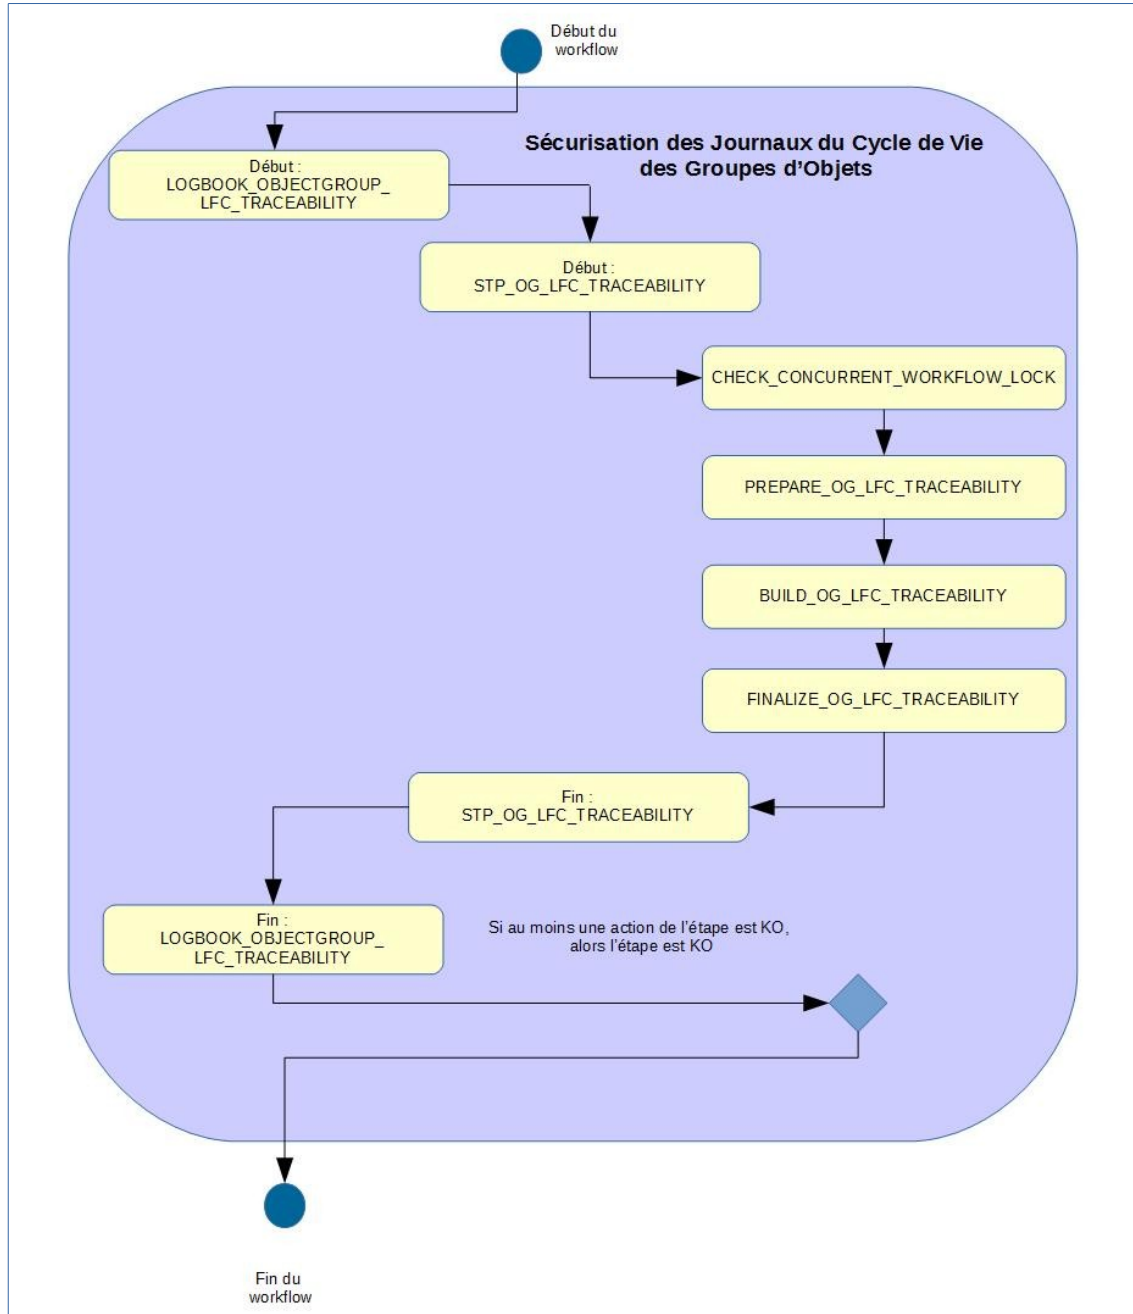 Début du
workflow
Sécurisation des Journaux du Cycle de Vie
des Groupes d’Objets
Début :
LOGBOOK_OBJECTGROUP_
LFC_TRACEABILITY
Début :
STP_OG_LFC_TRACEABILITY
CHECK_CONCURRENT_WORKFLOW_LOCK
PREPARE_OG_LFC_TRACEABILITY
BUILD_OG_LFC_TRACEABILITY
FINALIZE_OG_LFC_TRACEABILITY
Fin :
STP_OG_LFC_TRACEABILITY
Fin :
LOGBOOK_OBJECTGROUP_
LFC_TRACEABILITY
Si au moins une action de l’étape est KO,
alors l’étape est KO
Fin du
workflow